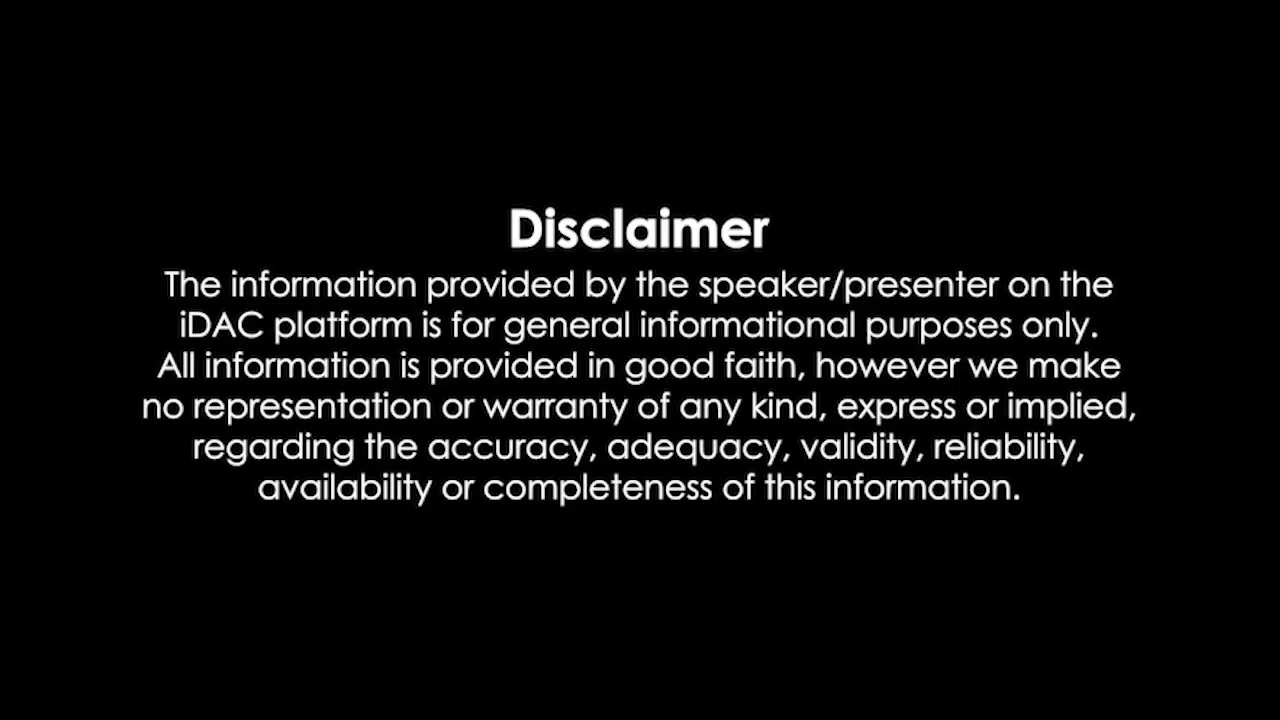 Disclaimer
The information provided by the speaker/presenter on the
iDAC platform is for general informational purposes only.
All information is provided in good faith, however we make
no representation or warranty of any kind, express or implied,
regarding the accuracy, adequacy, validity, reliability,
availability or completeness of this information.